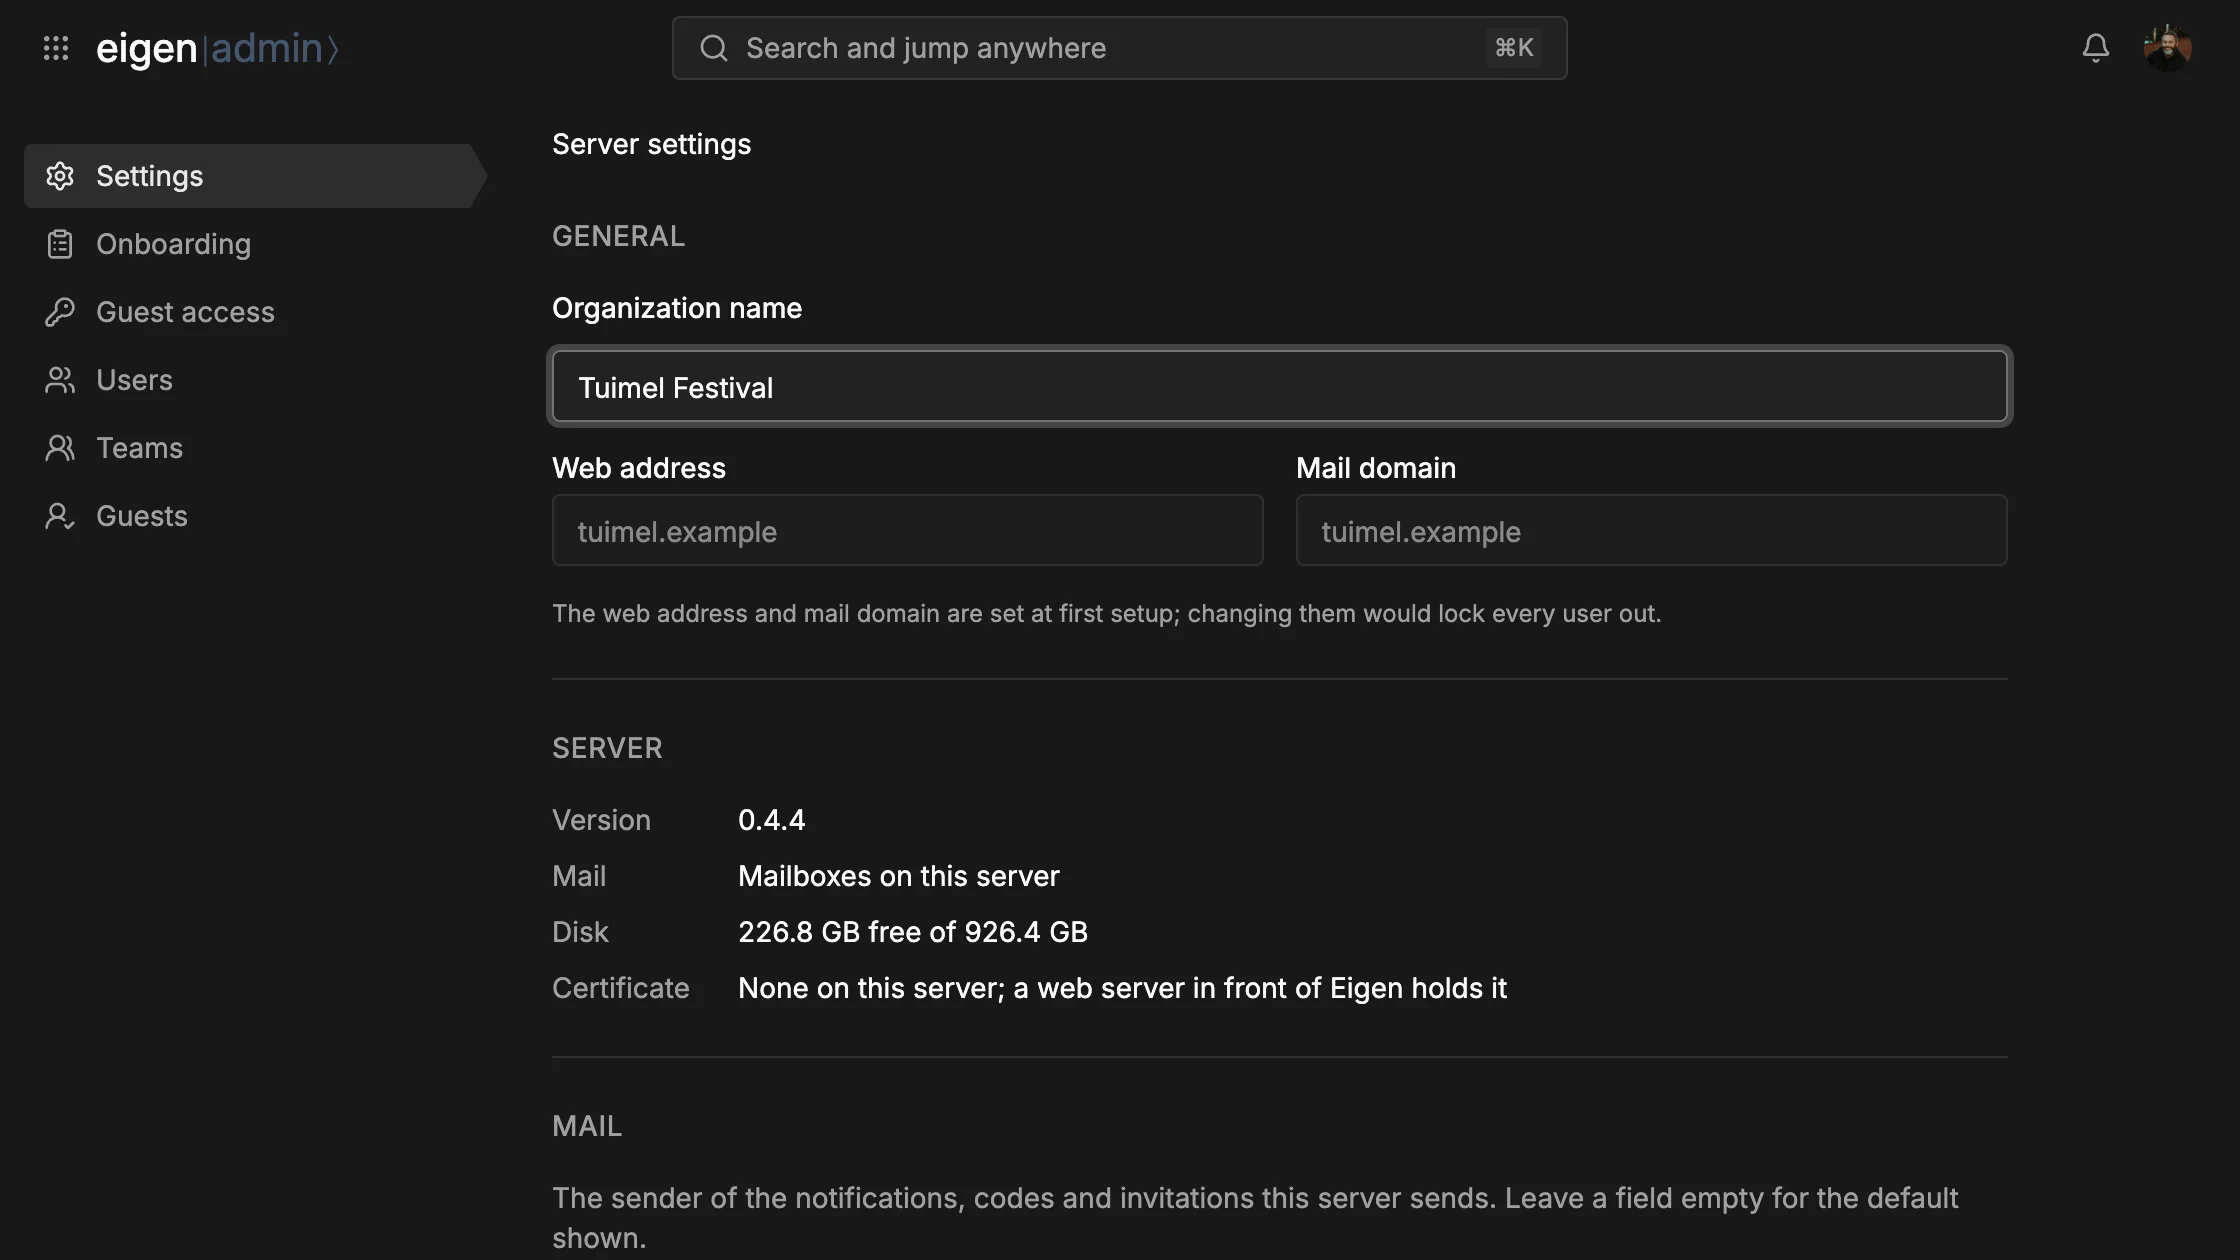 eigen|admin⟩
Search and jump anywhere
⌘K
Settings
Onboarding
Guest access
Users
Teams
Guests
Server settings
GENERAL
Organization name
Tuimel Festival
Web address
Mail domain
tuimel.example
tuimel.example
The web address and mail domain are set at first setup; changing them would lock every user out.
SERVER
Version 0.4.4
Mail Mailboxes on this server
Disk 226.8 GB free of 926.4 GB
Certificate None on this server; a web server in front of Eigen holds it
MAIL
The sender of the notifications, codes and invitations this server sends. Leave a field empty for the default
shown.